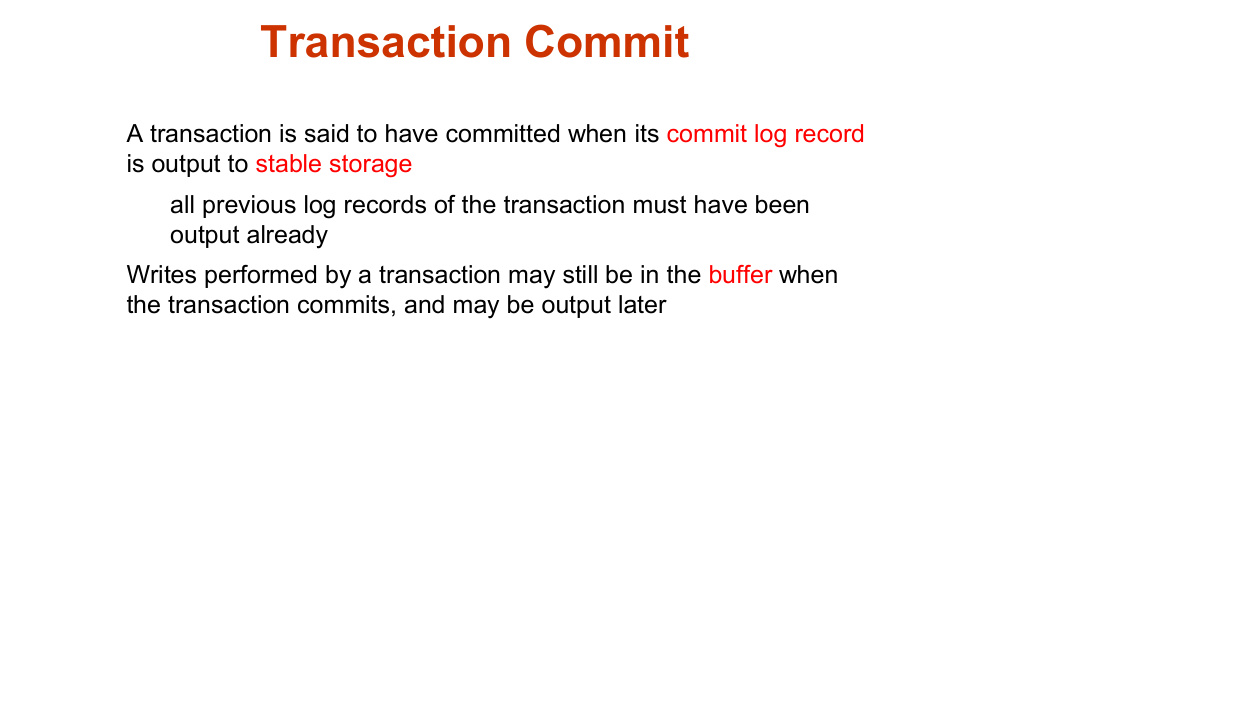 Transaction Commit
A transaction is said to have committed when its commit log record
is output to stable storage
all previous log records of the transaction must have been
output already
Writes performed by a transaction may still be in the buffer when
the transaction commits, and may be output later